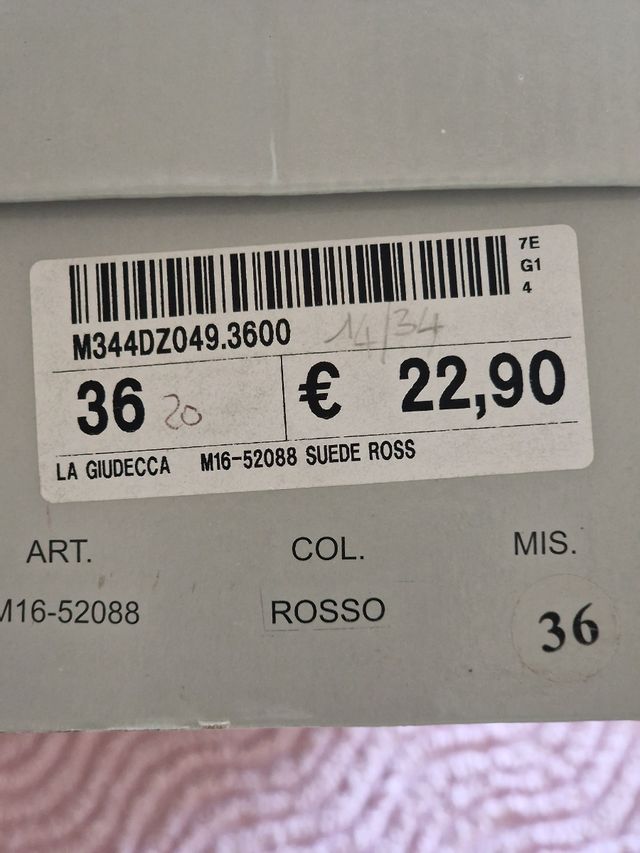 7E
G1
4
M344DZ049.3600 14/34
36 20 € 22,90
LA GIUDECCA M16-52088 SUEDE ROSS
ART. COL. MIS.
M16-52088 ROSSO 36